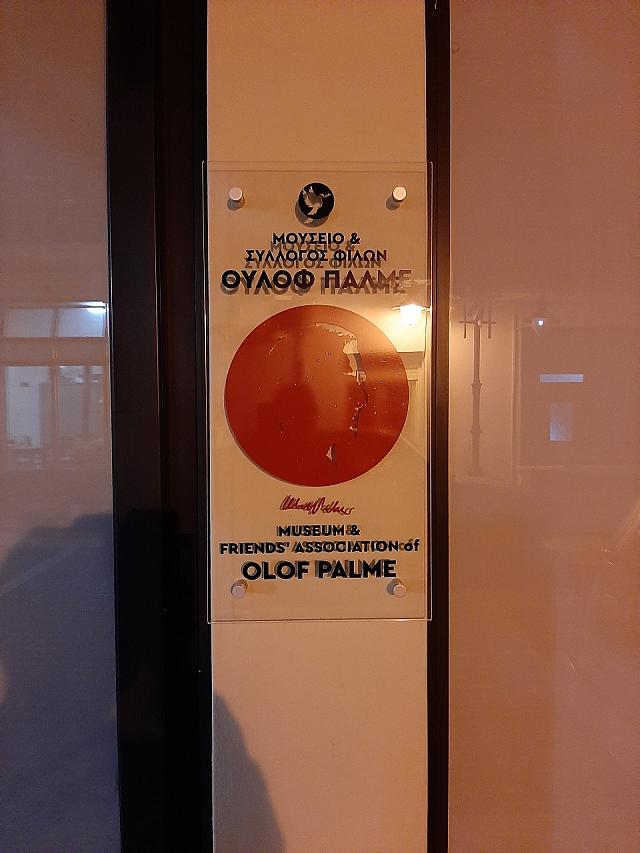 ΜΟΥΣΕΙΟ &
ΣΥΛΛΟΓΟΣ ΦΙΛΩΝ
ΟΥΛΟΦ ΠΑΛΜΕ
MUSEUM &
FRIENDS' ASSOCIATION of
OLOF PALME